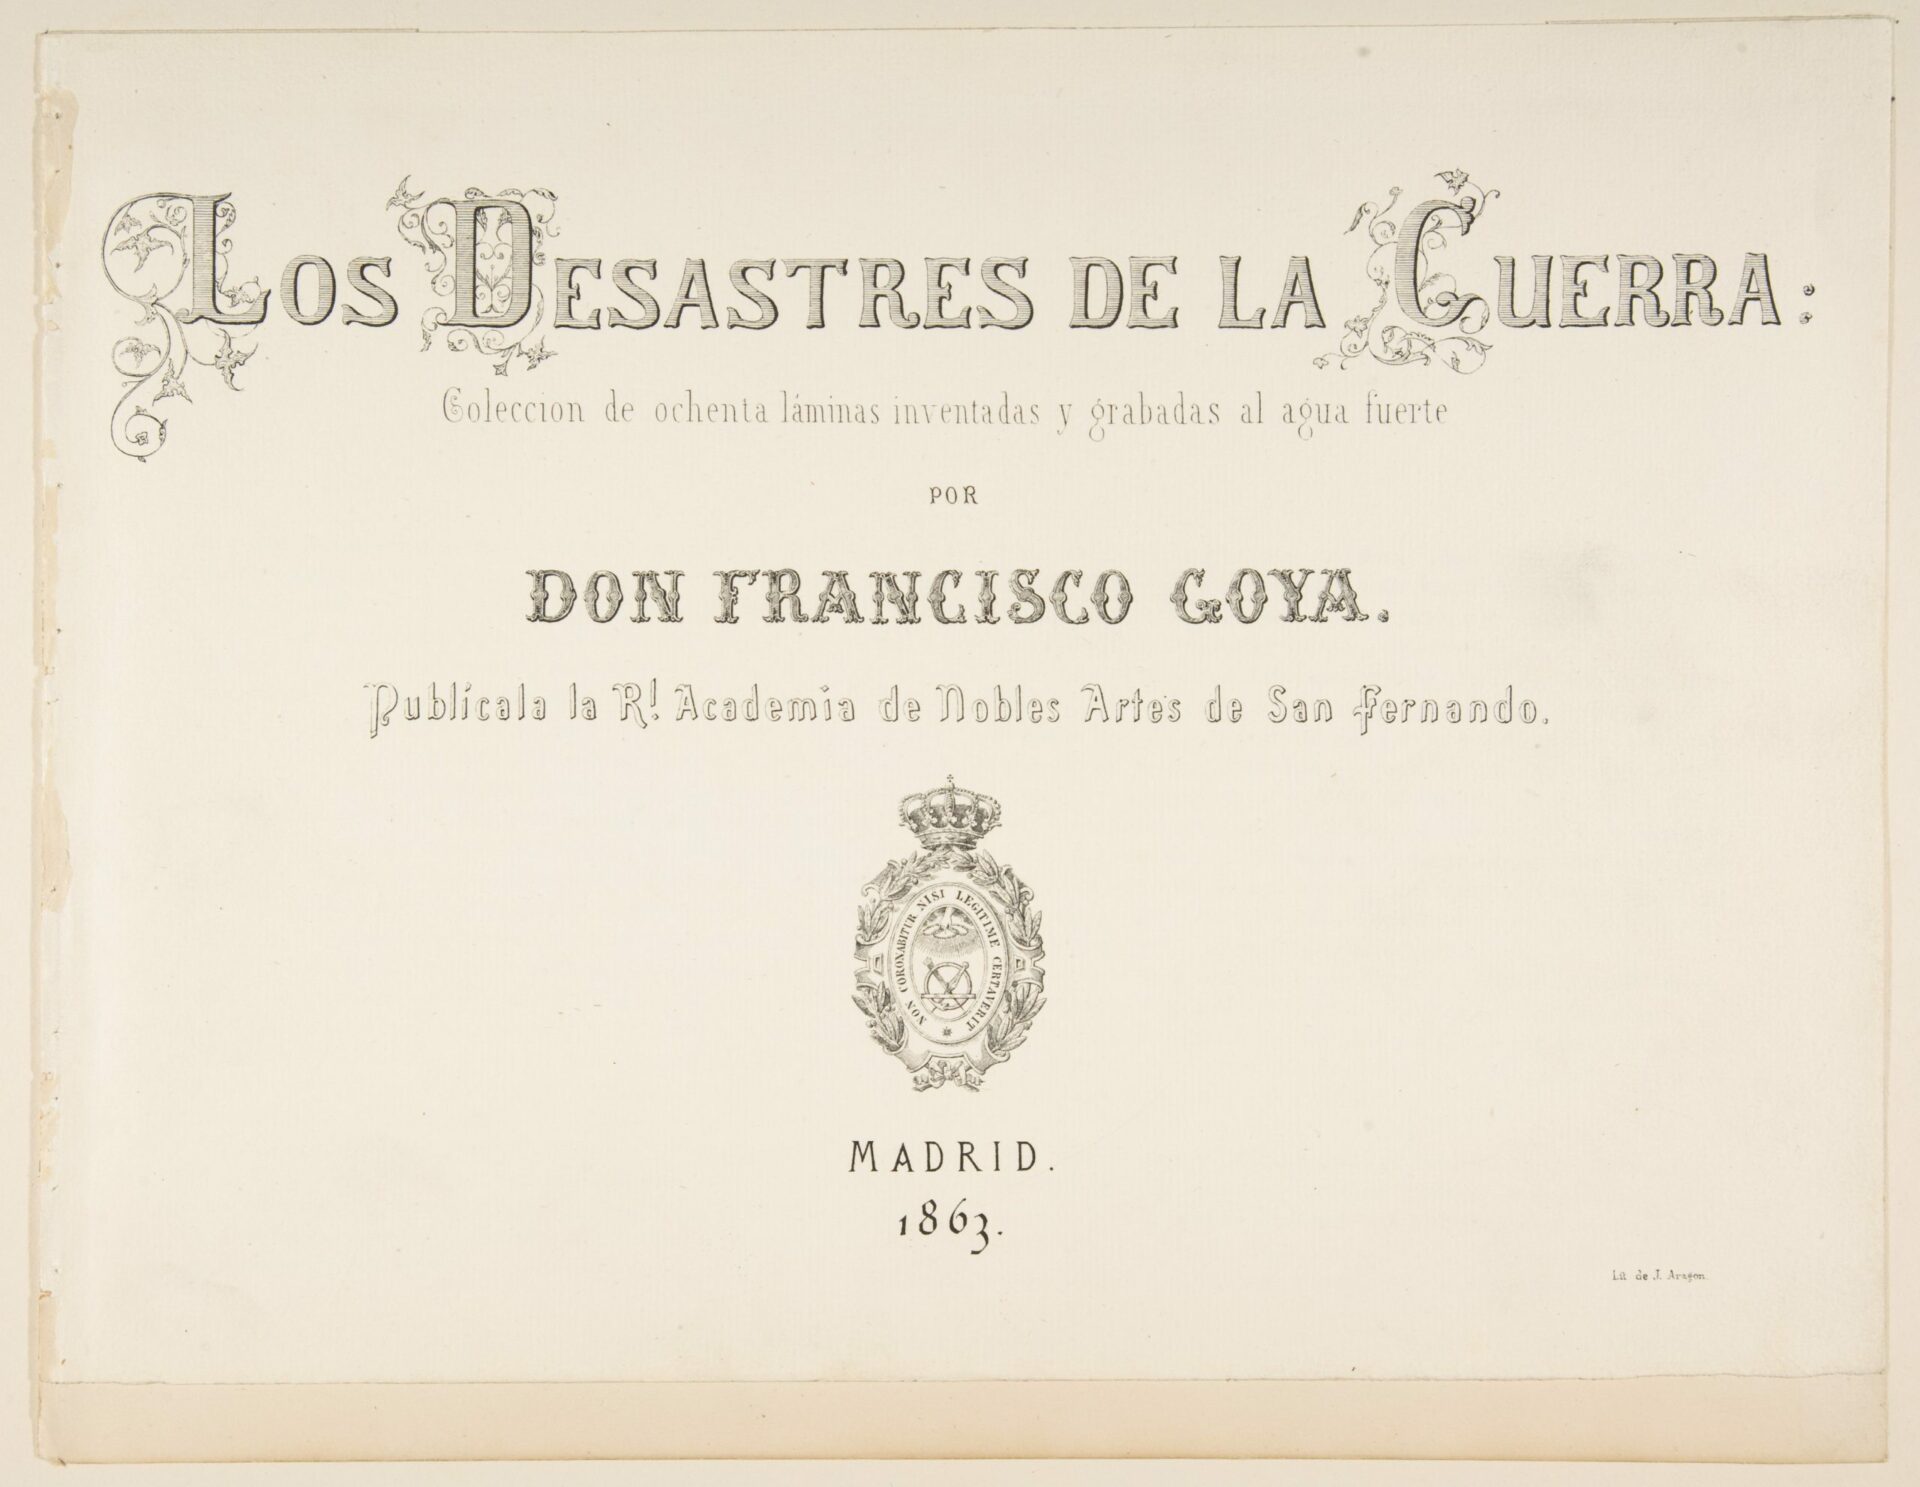 LOS DESASTRES DE LA GUERRA:
Coleccion de ochenta láminas inventadas y grabadas al agua fuerte
POR
DON FRANCISCO GOYA.
Publícala la Rl. Academia de Nobles Artes de San Fernando.
NON CORONABITUR NISI LEGITIME CERTAVERIT
MADRID.
1863.
Lit de J. Aragon